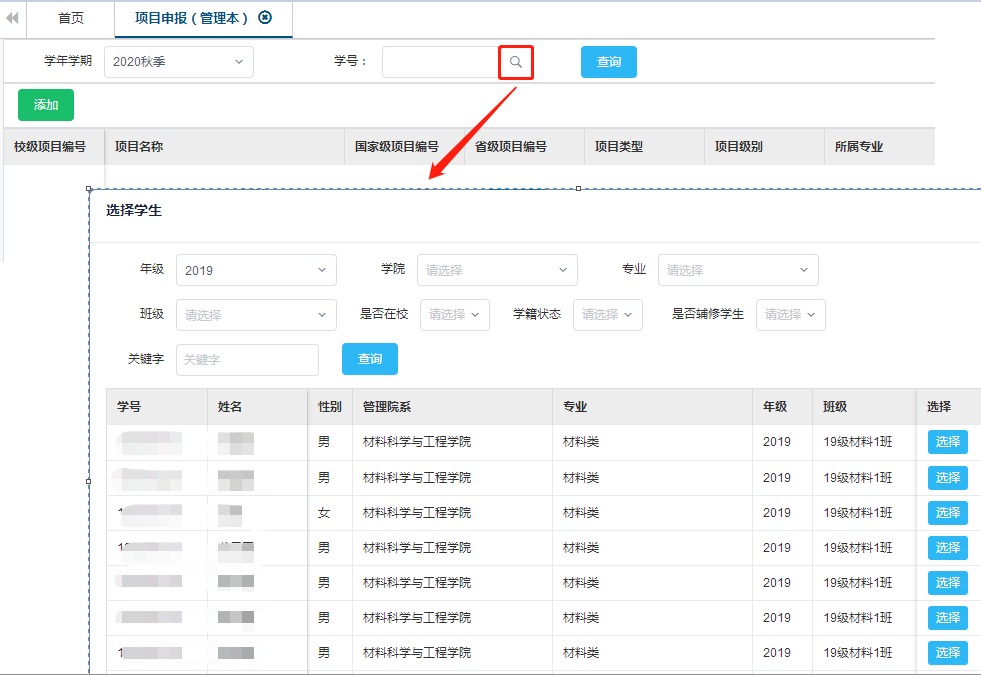 首页 项目申报（管理本）
学年学期 2020秋季 学号： 查询
添加
校级项目编号 项目名称 国家级项目编号 省级项目编号 项目类型 项目级别 所属专业
选择学生
年级 2019 学院 请选择 专业 请选择
班级 请选择 是否在校 请选择 学籍状态 请选择 是否辅修学生 请选择
关键字 关键字 查询
学号 姓名 性别 管理院系 专业 年级 班级 选择
男 材料科学与工程学院 材料类 2019 19级材料1班 选择
男 材料科学与工程学院 材料类 2019 19级材料1班 选择
女 材料科学与工程学院 材料类 2019 19级材料1班 选择
男 材料科学与工程学院 材料类 2019 19级材料1班 选择
男 材料科学与工程学院 材料类 2019 19级材料1班 选择
男 材料科学与工程学院 材料类 2019 19级材料1班 选择
男 材料科学与工程学院 材料类 2019 19级材料1班 选择